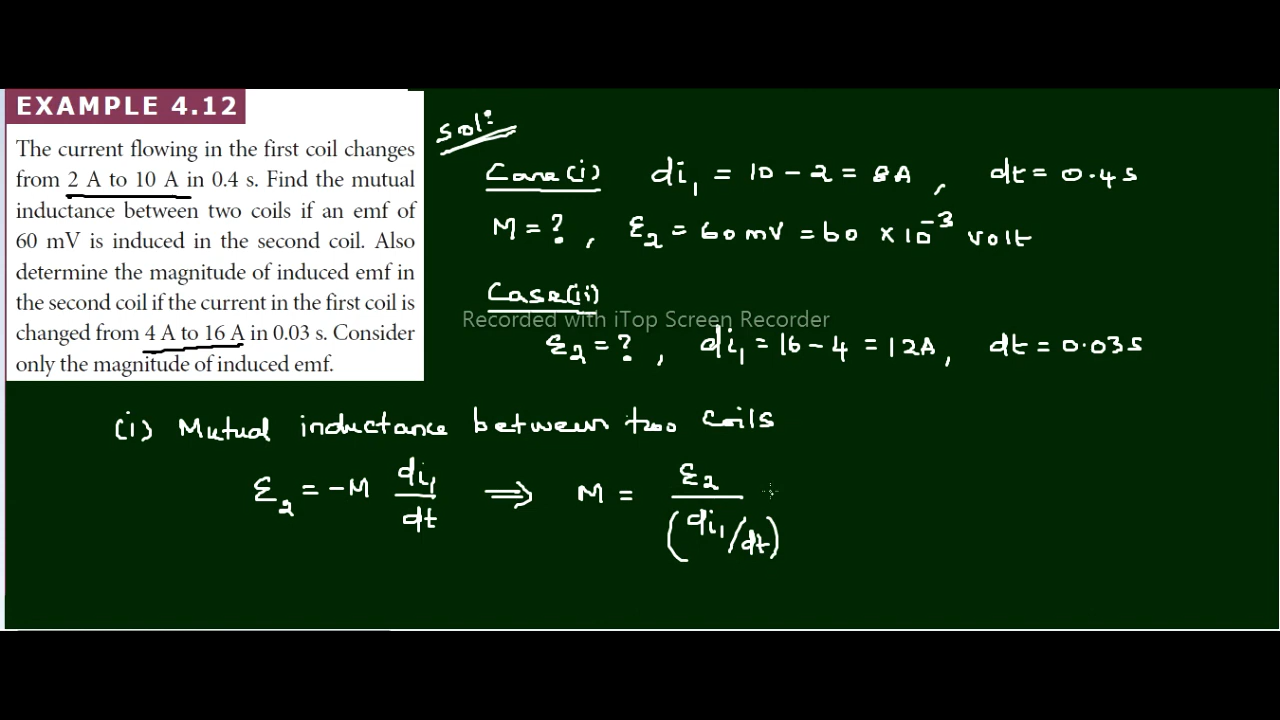 EXAMPLE 4.12
The current flowing in the first coil changes
from 2 A to 10 A in 0.4 s. Find the mutual
inductance between two coils if an emf of
60 mV is induced in the second coil. Also
determine the magnitude of induced emf in
the second coil if the current in the first coil is
changed from 4 A to 16 A in 0.03 s. Consider
only the magnitude of induced emf.
Sol:
Case(i) di₁ = 10 - 2 = 8A , dt = 0.4 s
M = ? , ε₂ = 60 mV = 60 × 10⁻³ volt
Case(ii)
Recorded with iTop Screen Recorder
ε₂ = ? , di₁ = 16 - 4 = 12A , dt = 0.03 s
(i) Mutual inductance between two coils
ε₂ = -M di₁/dt ⇒ M = ε₂/(di₁/dt)